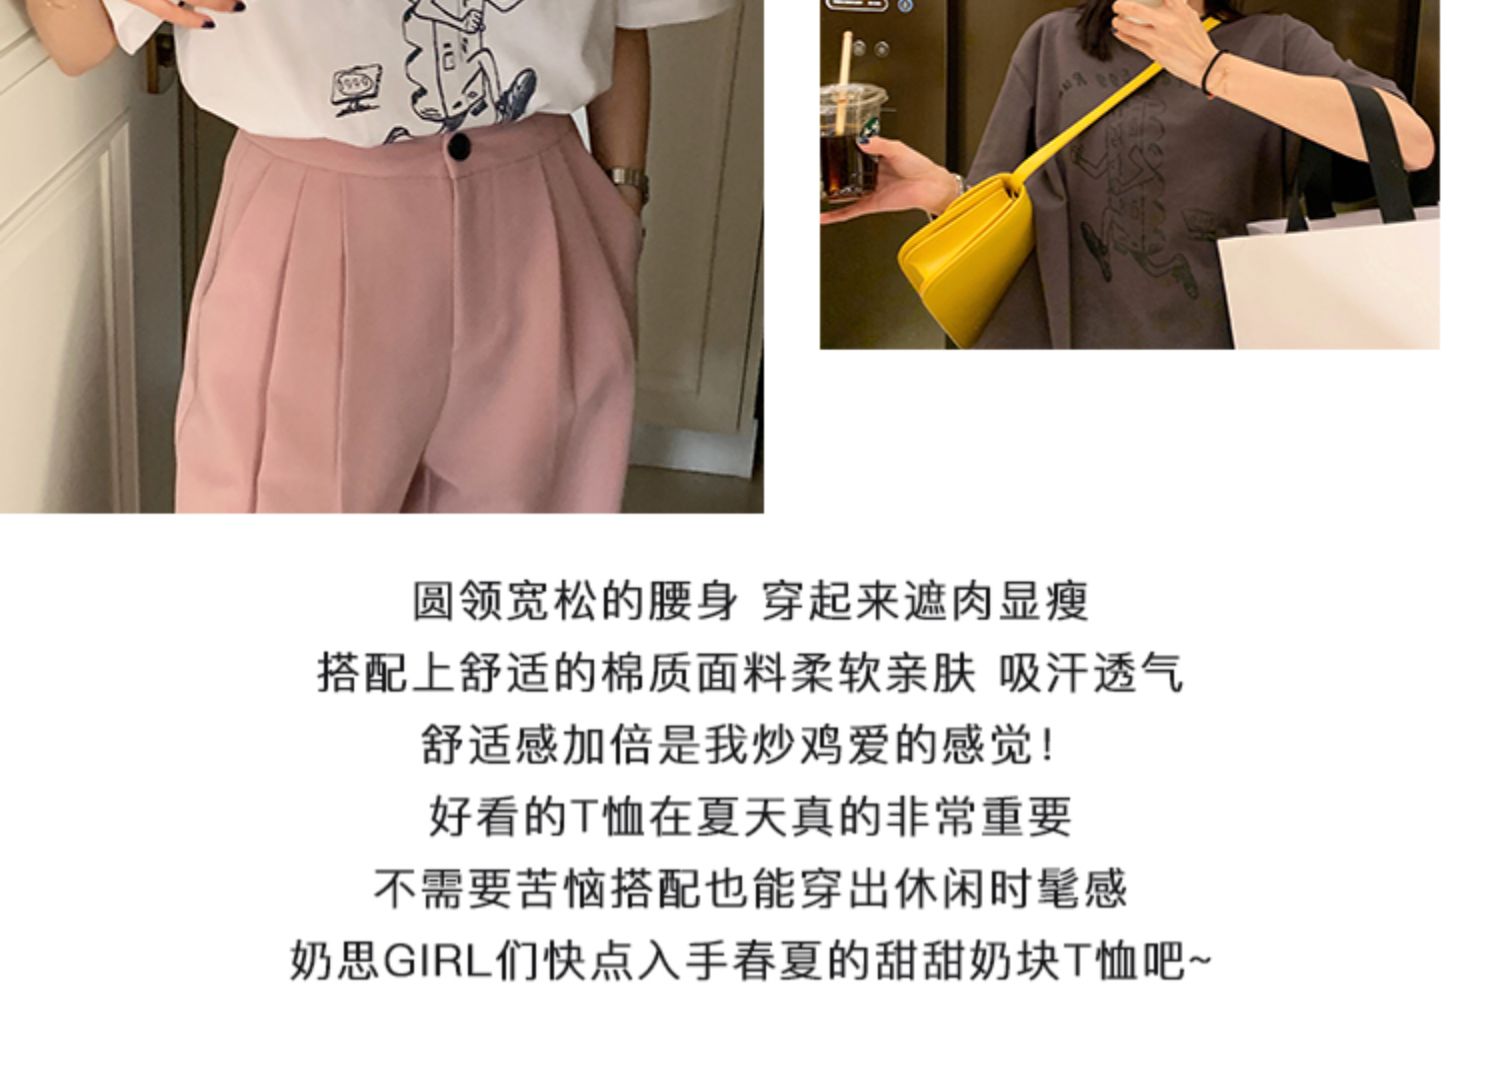 圆领宽松的腰身 穿起来遮肉显瘦
搭配上舒适的棉质面料柔软亲肤 吸汗透气
舒适感加倍是我炒鸡爱的感觉！
好看的T恤在夏天真的非常重要
不需要苦恼搭配也能穿出休闲时髦感
奶思GIRL们快点入手春夏的甜甜奶块T恤吧~